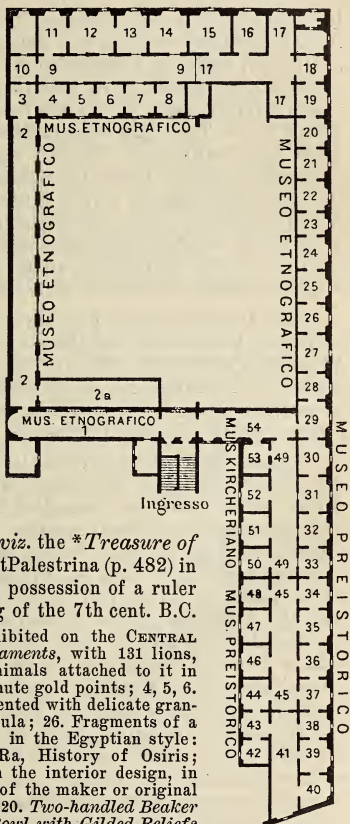 11 12 13 14 15 16 17
10 9 9 17 18
3 4 5 6 7 8 17 19
MUS. ETNOGRAFICO
2
MUSEO ETNOGRAFICO
MUSEO ETNOGRAFICO
20
21
22
23
24
25
26
27
2 28
2a
MUS. ETNOGRAFICO
1
54 29
MUS. KIRCHERIANO
53 49 30
Ingresso
52 31
51 32
50 49 33
48 45 34
MUS. PREISTORICO
47 35
46 36
44 45 37
43 38
42 41 39
40
MUSEO PREISTORICO
viz. the *Treasure of
tPalestrina (p. 482) in
possession of a ruler
g of the 7th cent. B.C.
ibited on the CENTRAL
aments, with 131 lions,
nimals attached to it in
nute gold points; 4, 5, 6.
ented with delicate gran-
ula; 26. Fragments of a
in the Egyptian style:
Ra, History of Osiris;
n the interior design, in
of the maker or original
20. Two-handled Beaker
Bowl with Gilded Reliefs